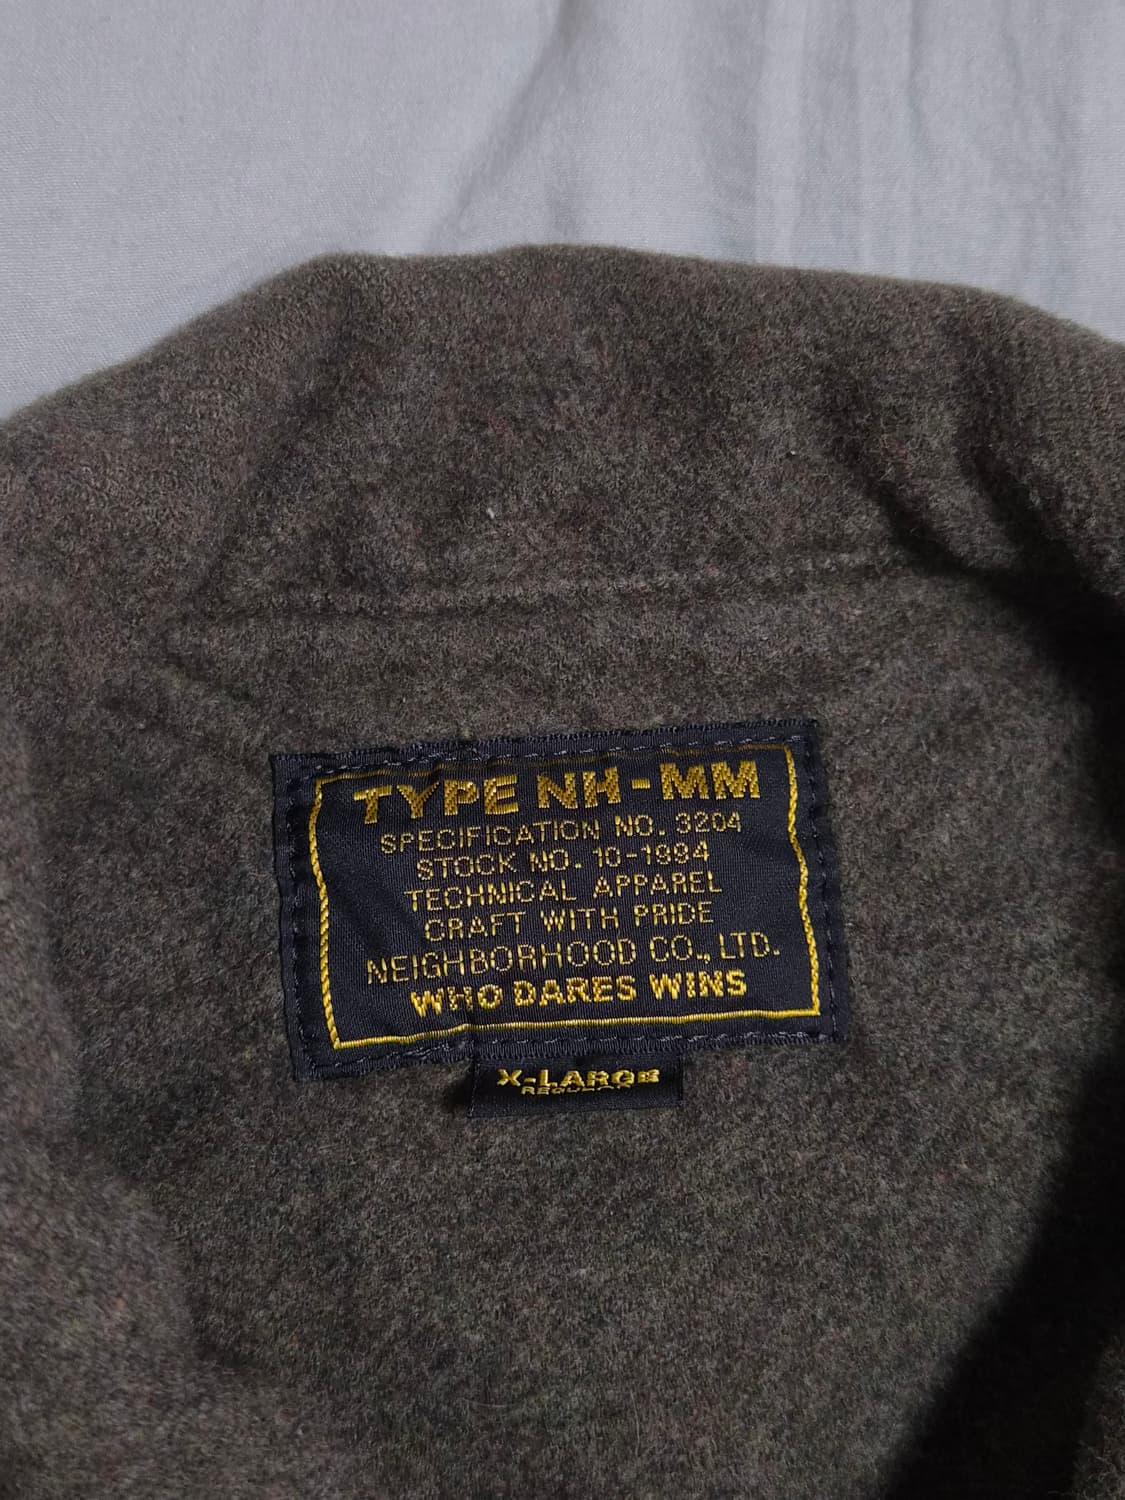 TYPE NH-MM
SPECIFICATION NO. 3204
STOCK NO. 10-1994
TECHNICAL APPAREL
CRAFT WITH PRIDE
NEIGHBORHOOD CO., LTD.
WHO DARES WINS
X-LARGE